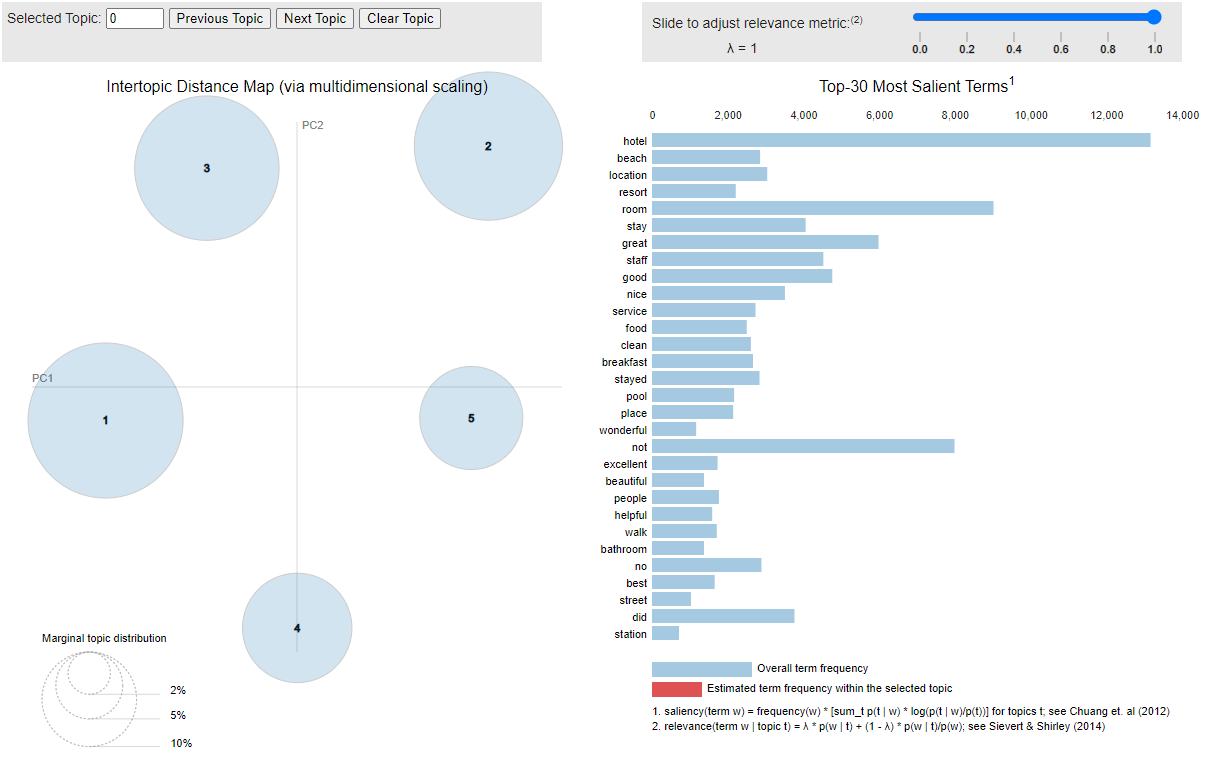 Selected Topic: 0 Previous Topic Next Topic Clear Topic
Slide to adjust relevance metric:(2)
λ = 1
0.0 0.2 0.4 0.6 0.8 1.0
Intertopic Distance Map (via multidimensional scaling)
PC2
PC1
1
2
3
4
5
Marginal topic distribution
2%
5%
10%
Top-30 Most Salient Terms1
0 2,000 4,000 6,000 8,000 10,000 12,000 14,000
hotel
beach
location
resort
room
stay
great
staff
good
nice
service
food
clean
breakfast
stayed
pool
place
wonderful
not
excellent
beautiful
people
helpful
walk
bathroom
no
best
street
did
station
Overall term frequency
Estimated term frequency within the selected topic
1. saliency(term w) = frequency(w) * [sum_t p(t | w) * log(p(t | w)/p(t))] for topics t; see Chuang et. al (2012)
2. relevance(term w | topic t) = λ * p(w | t) + (1 - λ) * p(w | t)/p(w); see Sievert & Shirley (2014)